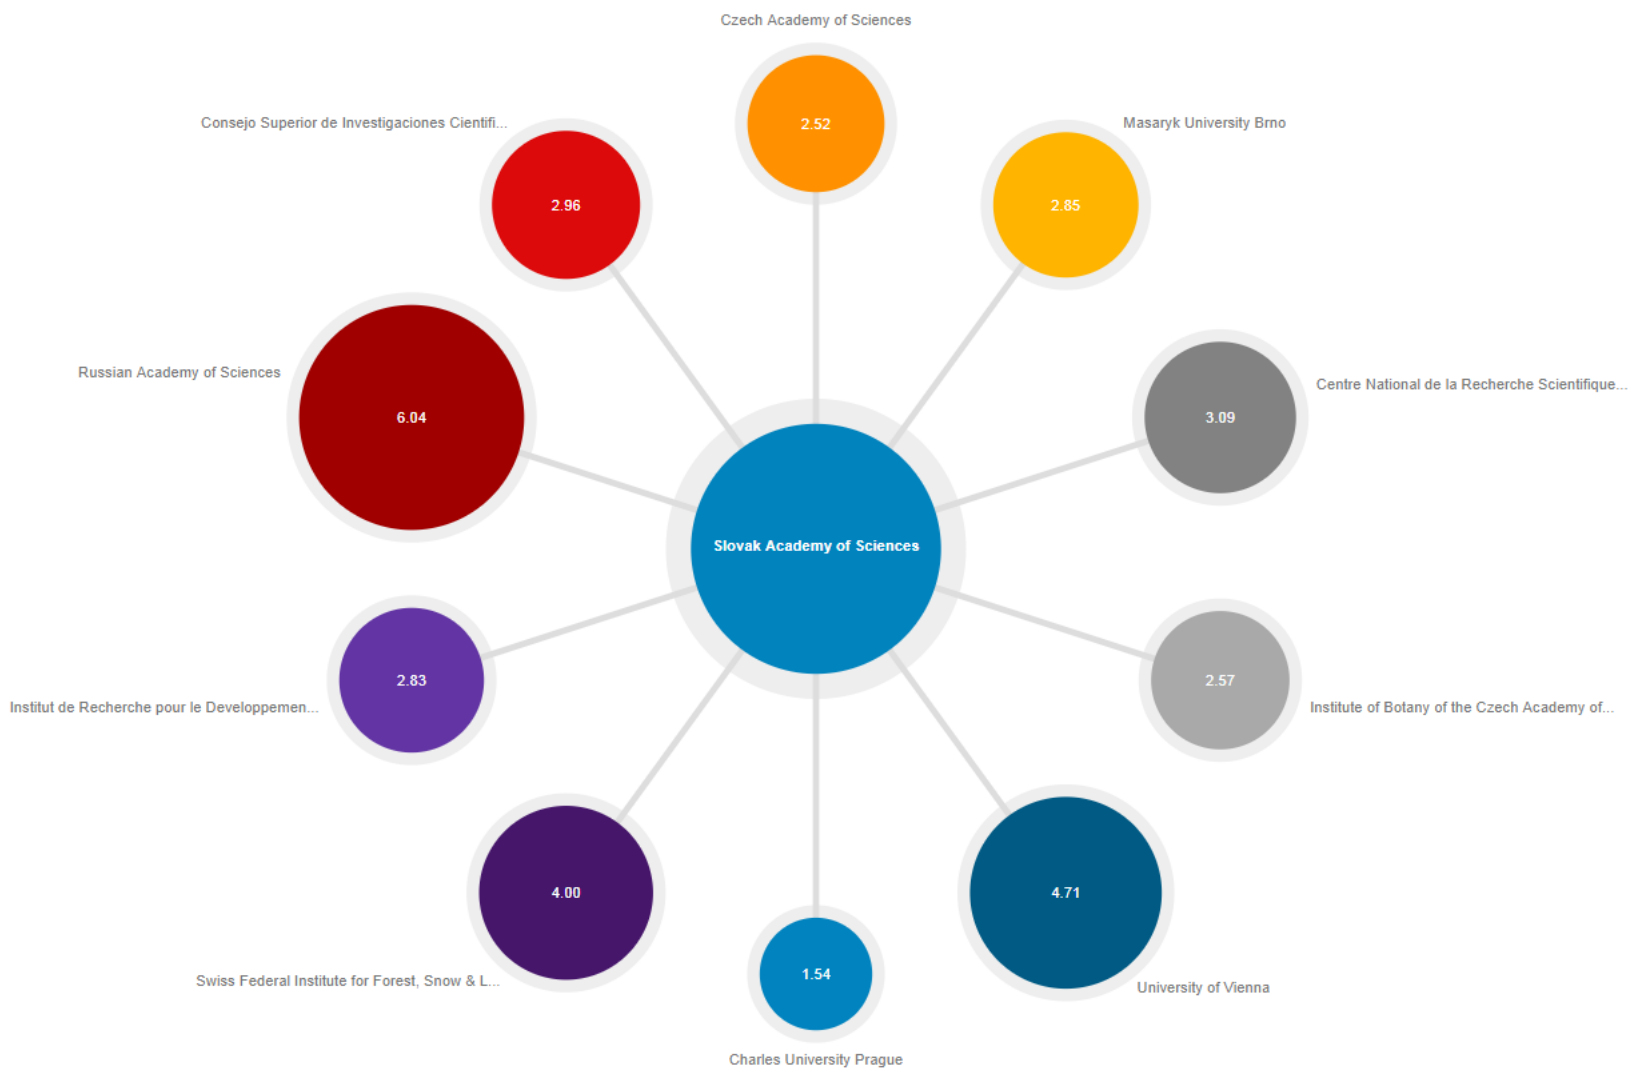 Czech Academy of Sciences
2.52
Consejo Superior de Investigaciones Cientifi...
2.96
Masaryk University Brno
2.85
Russian Academy of Sciences
6.04
Centre National de la Recherche Scientifique...
3.09
Slovak Academy of Sciences
Institut de Recherche pour le Developpemen...
2.83
2.57
Institute of Botany of the Czech Academy of...
4.00
Swiss Federal Institute for Forest, Snow & L...
4.71
University of Vienna
1.54
Charles University Prague